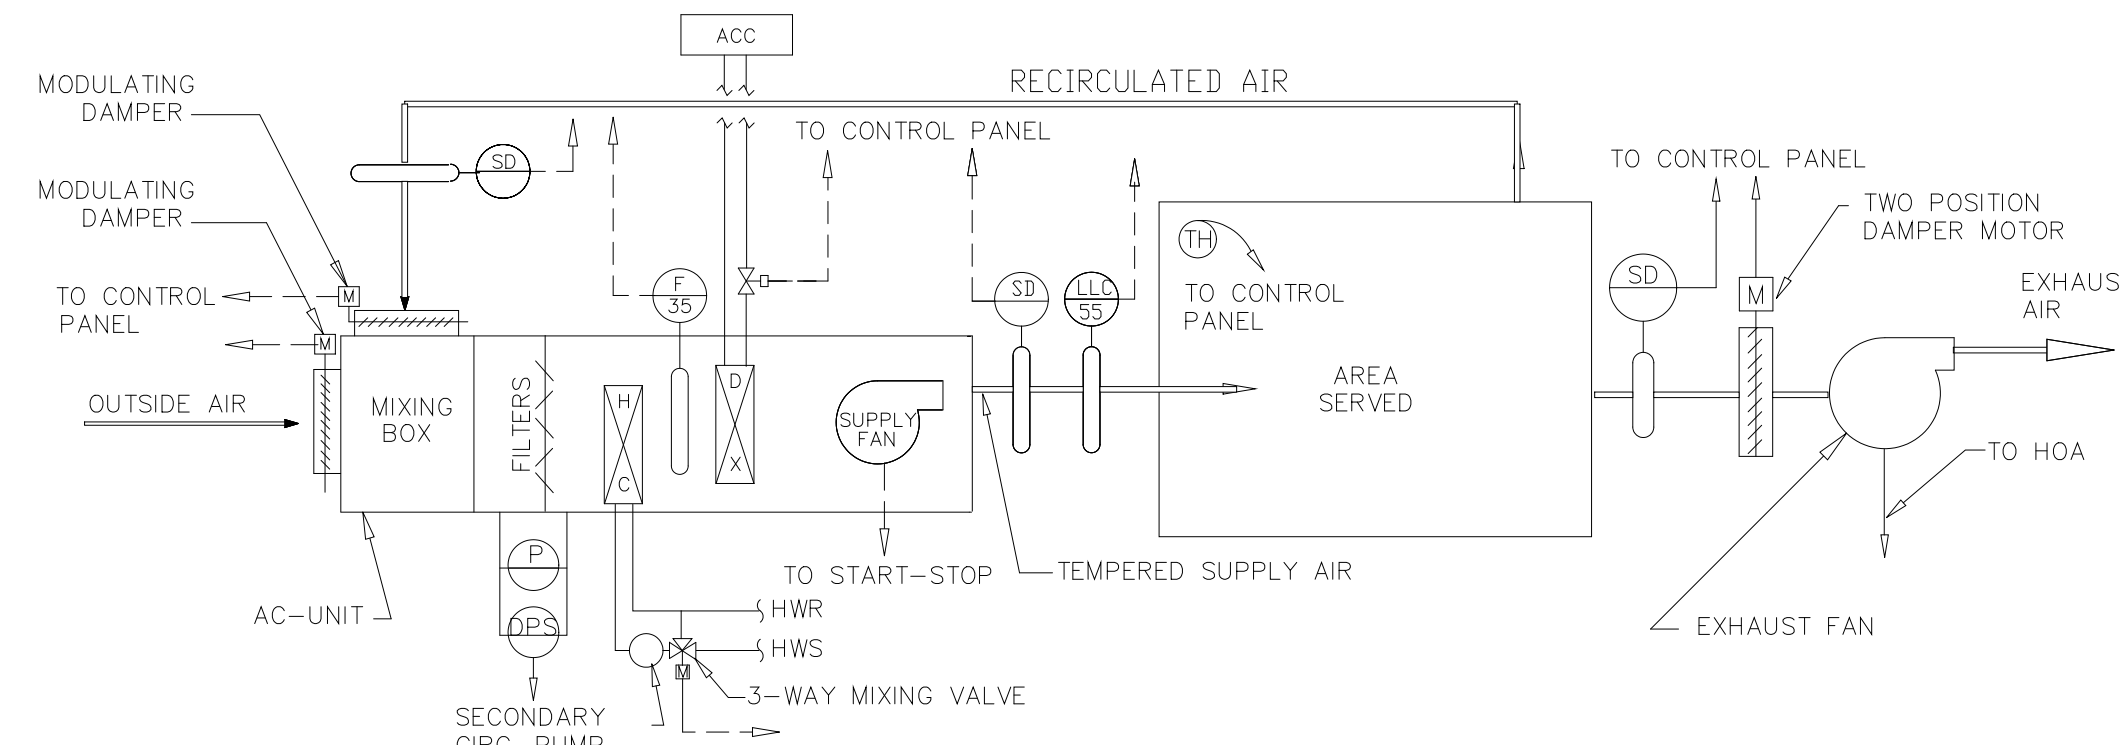 ACC
RECIRCULATED AIR
MODULATING
DAMPER
TO CONTROL PANEL
SD
TO CONTROL PANEL
MODULATING
DAMPER
TWO POSITION
DAMPER MOTOR
TH
TO CONTROL
PANEL
SD
M
EXHAUS
AIR
TO CONTROL
PANEL
M
F
35
SD
LLC
55
M
OUTSIDE AIR
MIXING
BOX
FILTERS
H
C
D
X
SUPPLY
FAN
AREA
SERVED
TO HOA
P
TO START-STOP
TEMPERED SUPPLY AIR
AC-UNIT
DPS
HWR
HWS
EXHAUST FAN
M
3-WAY MIXING VALVE
SECONDARY
CIRC. PUMP